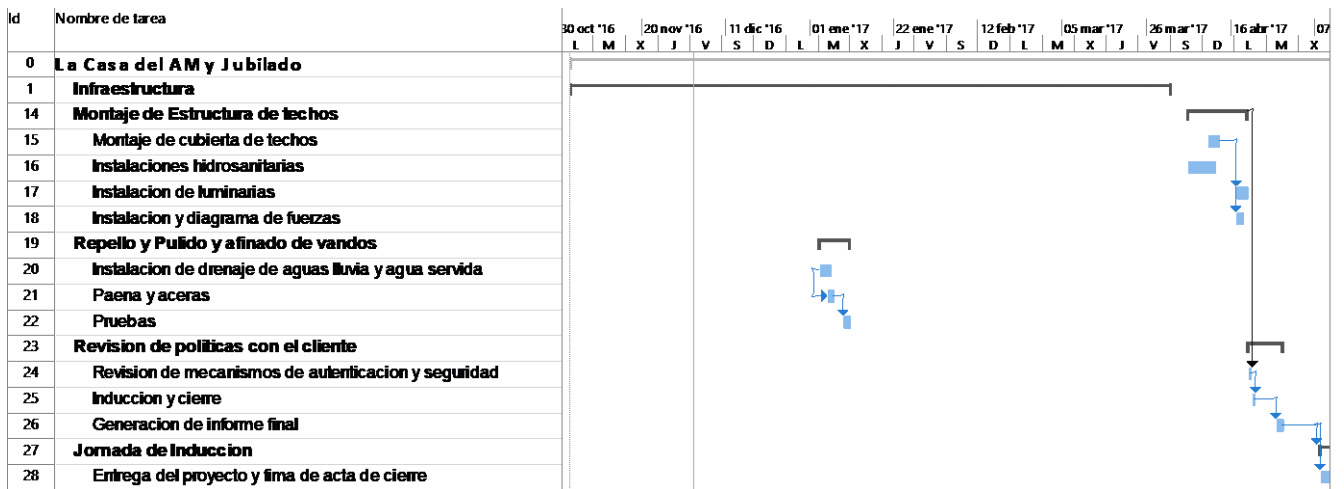 Id Nombre de tarea
30 oct '16 20 nov '16 11 dic '16 01 ene '17 22 ene '17 12 feb '17 05 mar '17 26 mar '17 16 abr '17 07
L M X J V S D L M X J V S D L M X J V S D L M X
0 La Casa del AM y Jubilado
1 Infraestructura
14 Montaje de Estructura de techos
15 Montaje de cubierta de techos
16 Instalaciones hidrosanitarias
17 Instalacion de luminarias
18 Instalacion y diagrama de fuerzas
19 Repello y Pulido y afinado de vandos
20 Instalacion de drenaje de aguas lluvia y agua servida
21 Paena y aceras
22 Pruebas
23 Revision de politicas con el cliente
24 Revision de mecanismos de autenticacion y seguridad
25 Induccion y cierre
26 Generacion de informe final
27 Jornada de Induccion
28 Entrega del proyecto y firma de acta de cierre